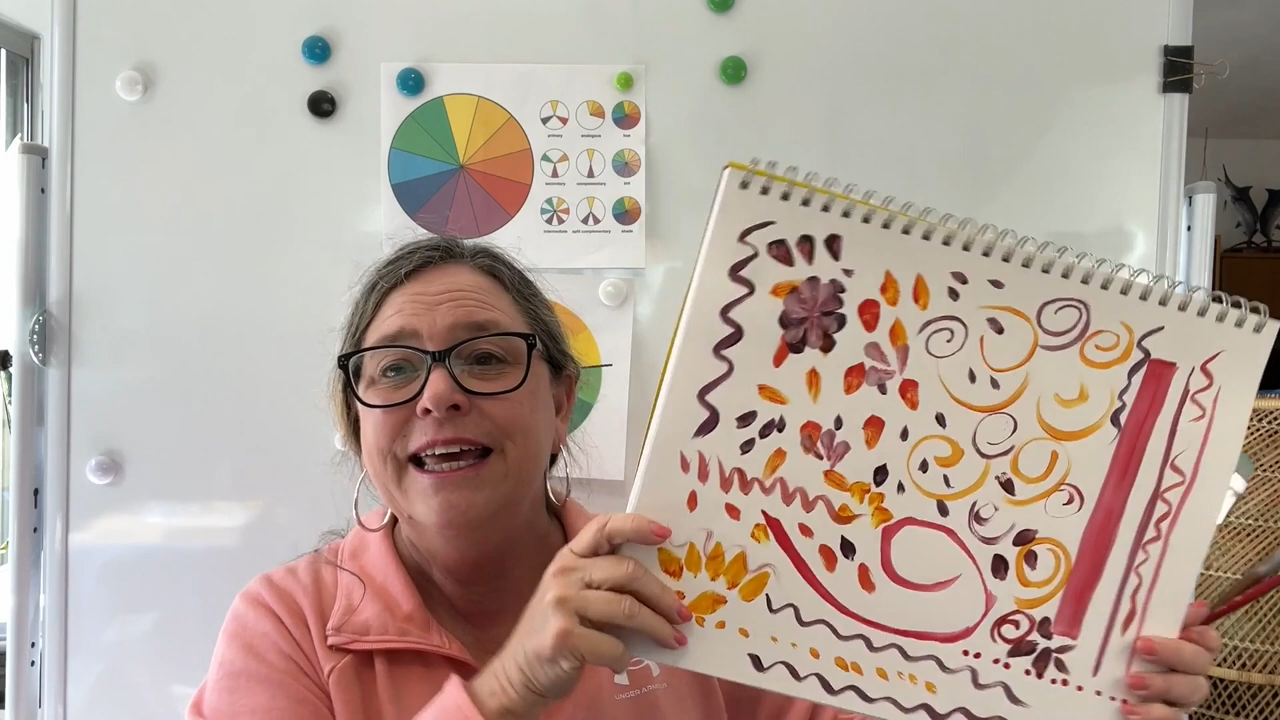 primary analogous hue
secondary complementary tint
intermediate split complementary shade
UNDER ARMOUR